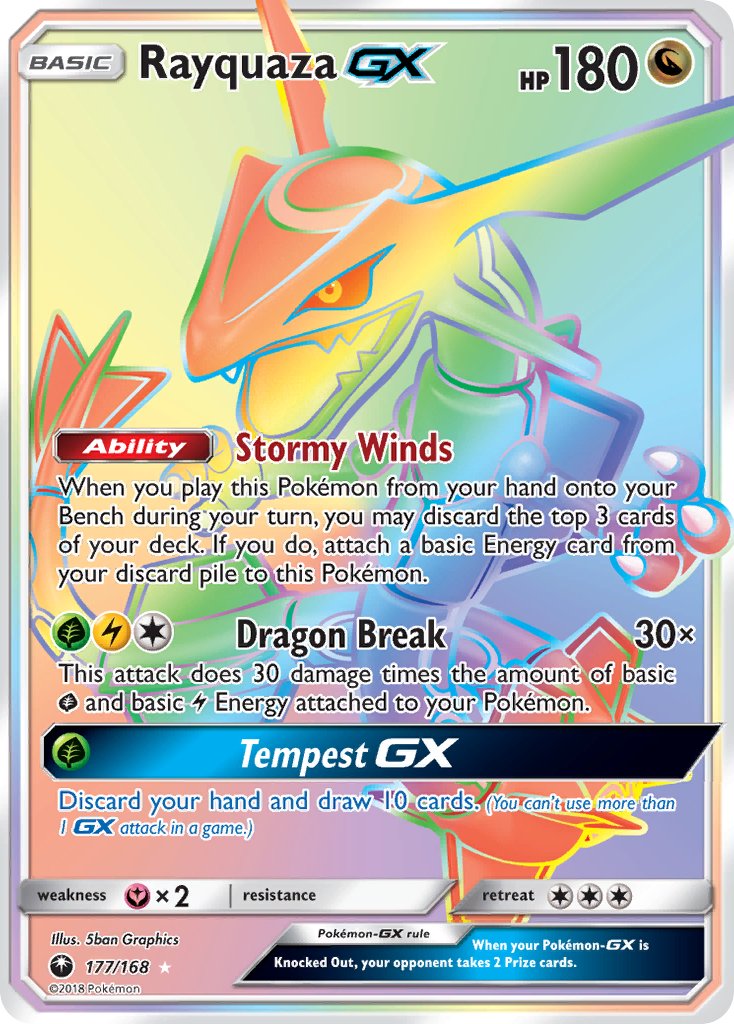 BASIC Rayquaza GX HP 180
Ability Stormy Winds
When you play this Pokémon from your hand onto your
Bench during your turn, you may discard the top 3 cards
of your deck. If you do, attach a basic Energy card from
your discard pile to this Pokémon.
Dragon Break 30×
This attack does 30 damage times the amount of basic
and basic Energy attached to your Pokémon.
Tempest GX
Discard your hand and draw 10 cards. (You can't use more than
1 GX attack in a game.)
weakness ×2 resistance retreat
Illus. 5ban Graphics
177/168
©2018 Pokémon
Pokémon-GX rule
When your Pokémon-GX is
Knocked Out, your opponent takes 2 Prize cards.